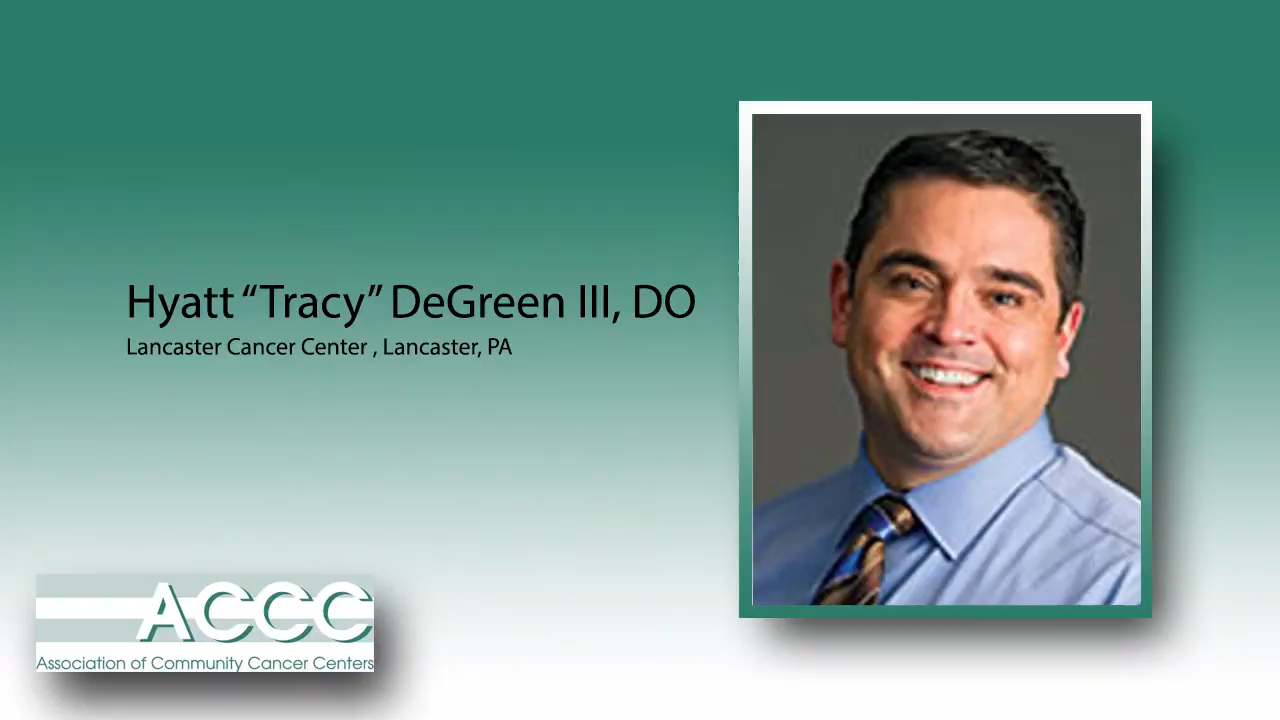 Hyatt “Tracy” DeGreen III, DO
Lancaster Cancer Center , Lancaster, PA
ACCC
Association of Community Cancer Centers